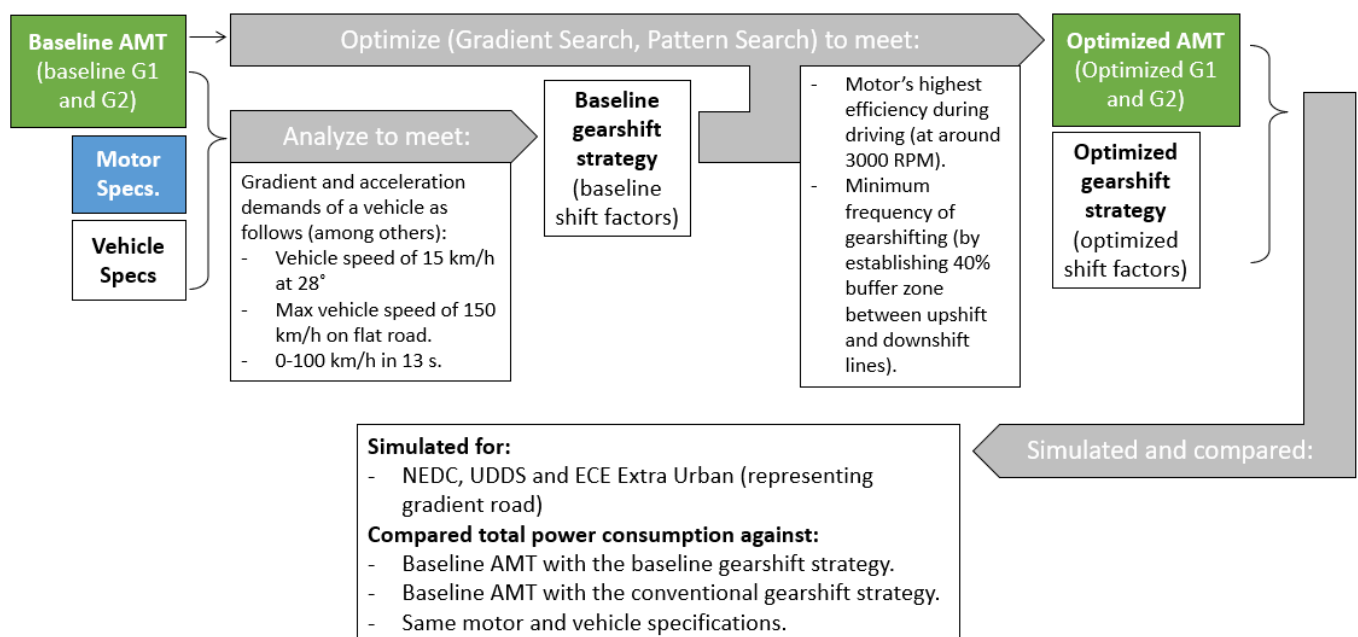 Baseline AMT
(baseline G1
and G2)
Motor
Specs.
Vehicle
Specs
Optimize (Gradient Search, Pattern Search) to meet:
Analyze to meet:
Gradient and acceleration
demands of a vehicle as
follows (among others):
- Vehicle speed of 15 km/h
at 28˚
- Max vehicle speed of 150
km/h on flat road.
- 0-100 km/h in 13 s.
Baseline
gearshift
strategy
(baseline
shift factors)
- Motor’s highest
efficiency during
driving (at around
3000 RPM).
- Minimum
frequency of
gearshifting (by
establishing 40%
buffer zone
between upshift
and downshift
lines).
Optimized AMT
(Optimized G1
and G2)
Optimized
gearshift
strategy
(optimized
shift factors)
Simulated and compared:
Simulated for:
- NEDC, UDDS and ECE Extra Urban (representing
gradient road)
Compared total power consumption against:
- Baseline AMT with the baseline gearshift strategy.
- Baseline AMT with the conventional gearshift strategy.
- Same motor and vehicle specifications.